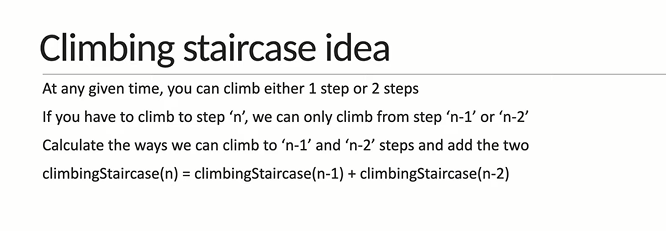 Climbing staircase idea
At any given time, you can climb either 1 step or 2 steps
If you have to climb to step ‘n’, we can only climb from step ‘n-1’ or ‘n-2’
Calculate the ways we can climb to ‘n-1’ and ‘n-2’ steps and add the two
climbingStaircase(n) = climbingStaircase(n-1) + climbingStaircase(n-2)